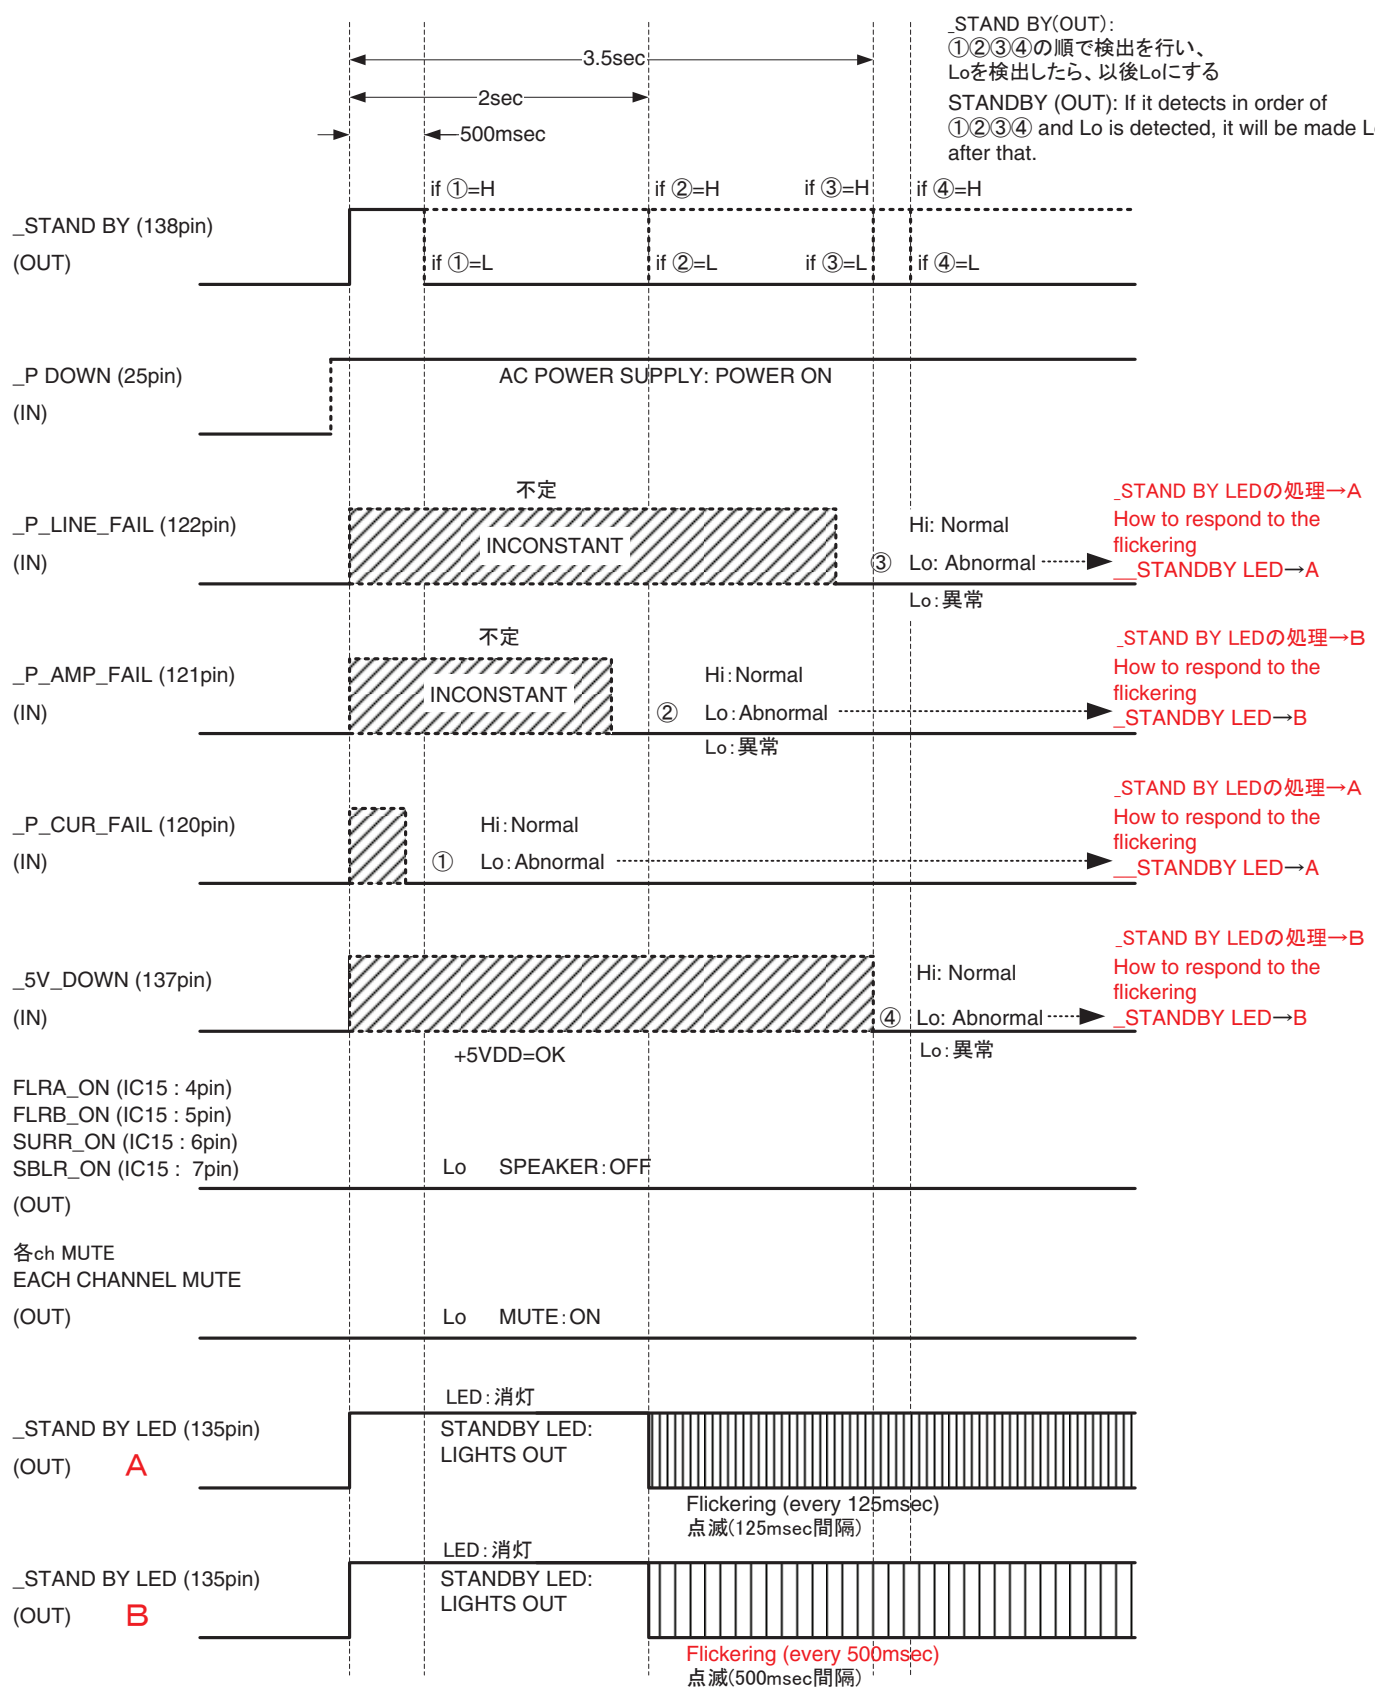 _STAND BY(OUT):
①②③④の順で検出を行い、
Loを検出したら、以後Loにする
STANDBY (OUT): If it detects in order of
①②③④ and Lo is detected, it will be made L
after that.
3.5sec
2sec
500msec
if ①=H
if ②=H
if ③=H
if ④=H
_STAND BY (138pin)
(OUT)
if ①=L
if ②=L
if ③=L
if ④=L
_P DOWN (25pin)
(IN)
AC POWER SUPPLY: POWER ON
不定
_P_LINE_FAIL (122pin)
(IN)
INCONSTANT
③
Hi: Normal
Lo: Abnormal
Lo:異常
_STAND BY LEDの処理→A
How to respond to the
flickering
__STANDBY LED→A
不定
_P_AMP_FAIL (121pin)
(IN)
INCONSTANT
②
Hi:Normal
Lo:Abnormal
Lo:異常
_STAND BY LEDの処理→B
How to respond to the
flickering
_STANDBY LED→B
_P_CUR_FAIL (120pin)
(IN)
①
Hi:Normal
Lo:Abnormal
_STAND BY LEDの処理→A
How to respond to the
flickering
__STANDBY LED→A
_5V_DOWN (137pin)
(IN)
④
Hi: Normal
Lo: Abnormal
Lo:異常
_STAND BY LEDの処理→B
How to respond to the
flickering
_STANDBY LED→B
+5VDD=OK
FLRA_ON (IC15 : 4pin)
FLRB_ON (IC15 : 5pin)
SURR_ON (IC15 : 6pin)
SBLR_ON (IC15 : 7pin)
(OUT)
Lo SPEAKER:OFF
各ch MUTE
EACH CHANNEL MUTE
(OUT)
Lo MUTE:ON
LED:消灯
_STAND BY LED (135pin)
(OUT) A
STANDBY LED:
LIGHTS OUT
Flickering (every 125msec)
点滅(125msec間隔)
LED:消灯
_STAND BY LED (135pin)
(OUT) B
STANDBY LED:
LIGHTS OUT
Flickering (every 500msec)
点滅(500msec間隔)